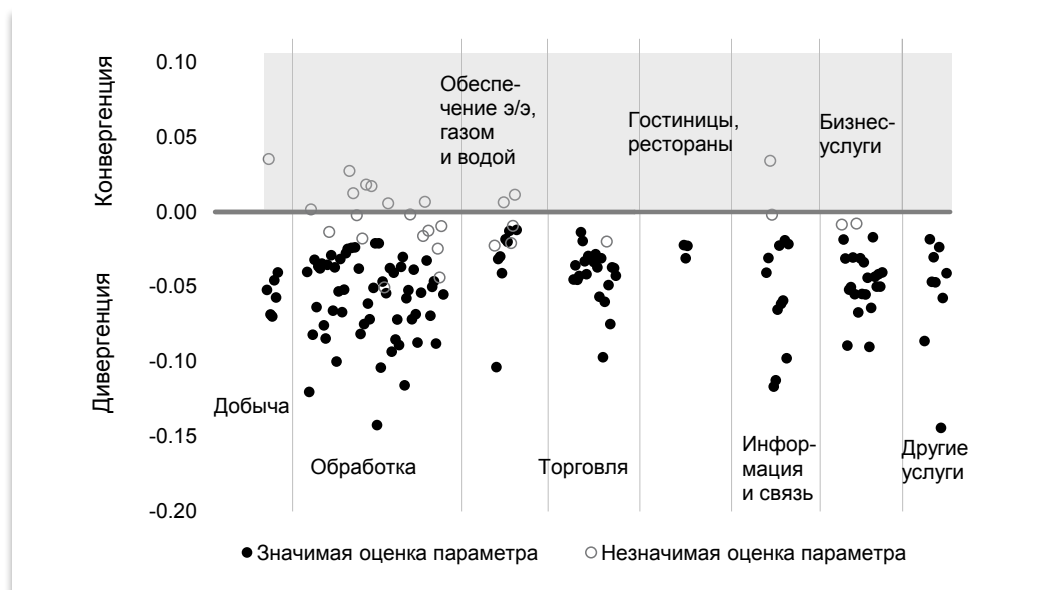 Конвергенция
Дивергенция
0.10
0.05
0.00
-0.05
-0.10
-0.15
-0.20
Добыча
Обработка
Обеспе-
чение э/э,
газом
и водой
Торговля
Гостиницы,
рестораны
Инфор-
мация
и связь
Бизнес-
услуги
Другие
услуги
Значимая оценка параметра
Незначимая оценка параметра